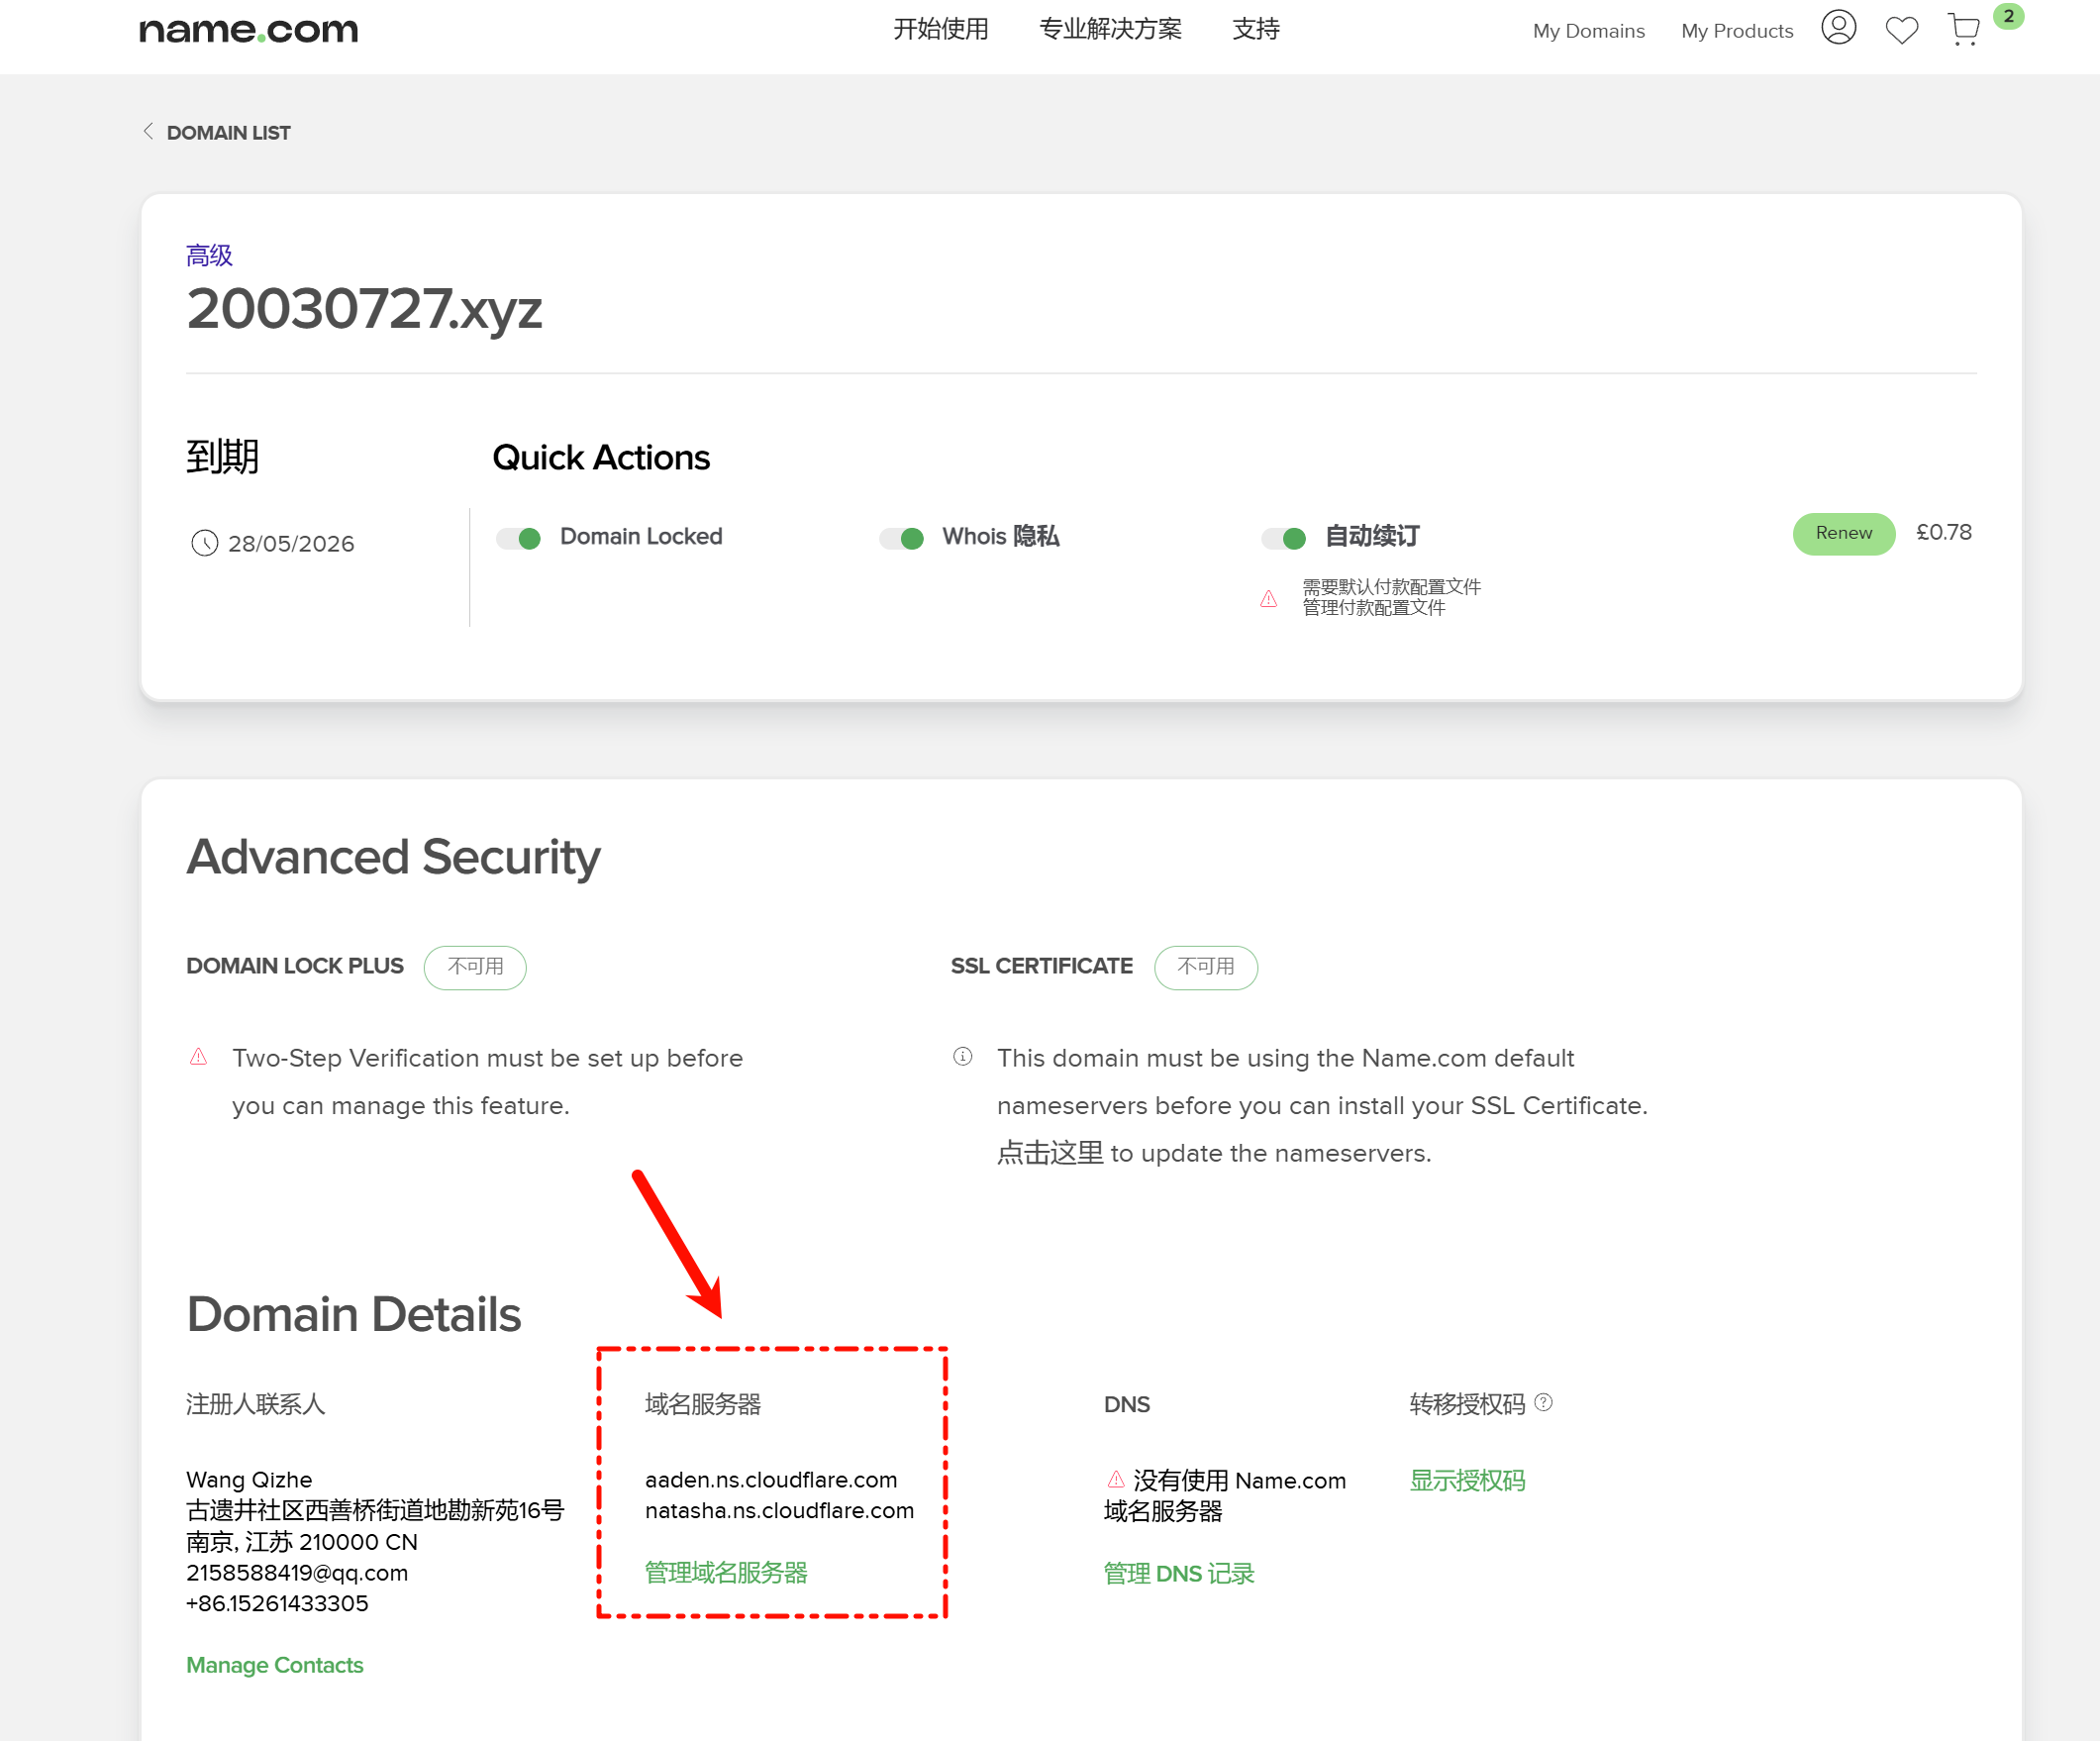 name.com
开始使用
专业解决方案
支持
My Domains
My Products
2
DOMAIN LIST
高级
20030727.xyz
到期
28/05/2026
Quick Actions
Domain Locked
Whois 隐私
自动续订
需要默认付款配置文件
管理付款配置文件
Renew
£0.78
Advanced Security
DOMAIN LOCK PLUS
不可用
Two-Step Verification must be set up before
you can manage this feature.
SSL CERTIFICATE
不可用
This domain must be using the Name.com default
nameservers before you can install your SSL Certificate.
点击这里 to update the nameservers.
Domain Details
注册人联系人
Wang Qizhe
古遗井社区西善桥街道地勘新苑16号
南京, 江苏 210000 CN
2158588419@qq.com
+86.15261433305
Manage Contacts
域名服务器
aaden.ns.cloudflare.com
natasha.ns.cloudflare.com
管理域名服务器
DNS
没有使用 Name.com
域名服务器
管理 DNS 记录
转移授权码
显示授权码